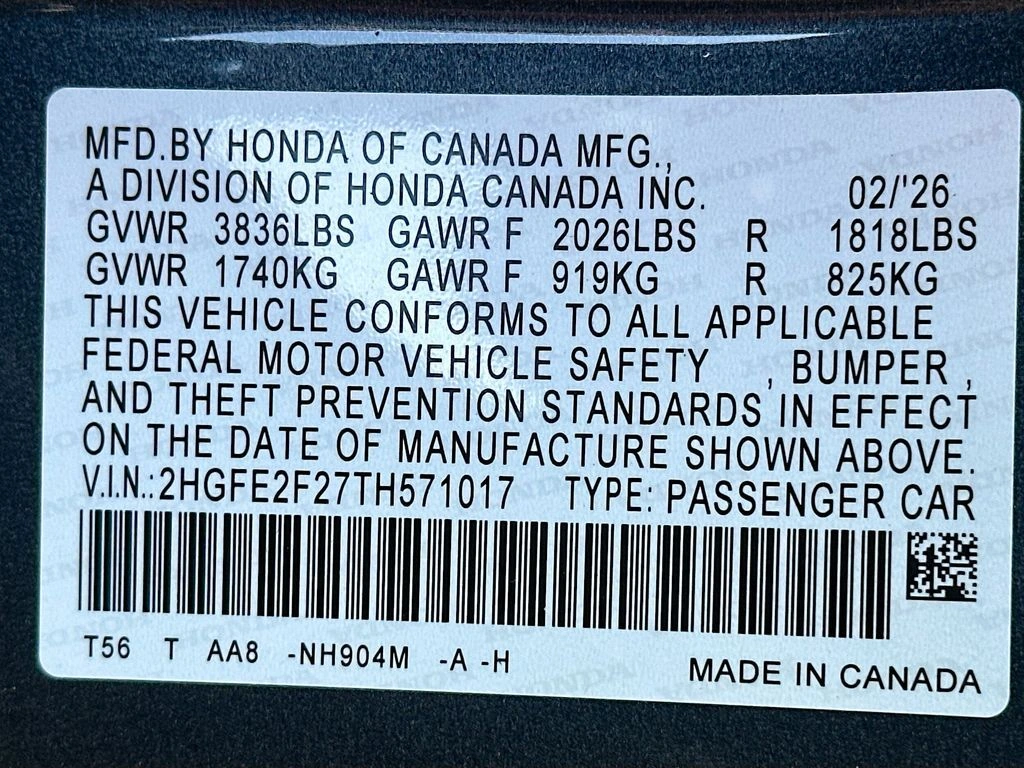 MFD.BY HONDA OF CANADA MFG.,
A DIVISION OF HONDA CANADA INC. 02/'26
GVWR 3836LBS GAWR F 2026LBS R 1818LBS
GVWR 1740KG GAWR F 919KG R 825KG
THIS VEHICLE CONFORMS TO ALL APPLICABLE
FEDERAL MOTOR VEHICLE SAFETY , BUMPER ,
AND THEFT PREVENTION STANDARDS IN EFFECT
ON THE DATE OF MANUFACTURE SHOWN ABOVE.
V.I.N.:2HGFE2F27TH571017 TYPE: PASSENGER CAR
T56 T AA8 -NH904M -A -H
MADE IN CANADA